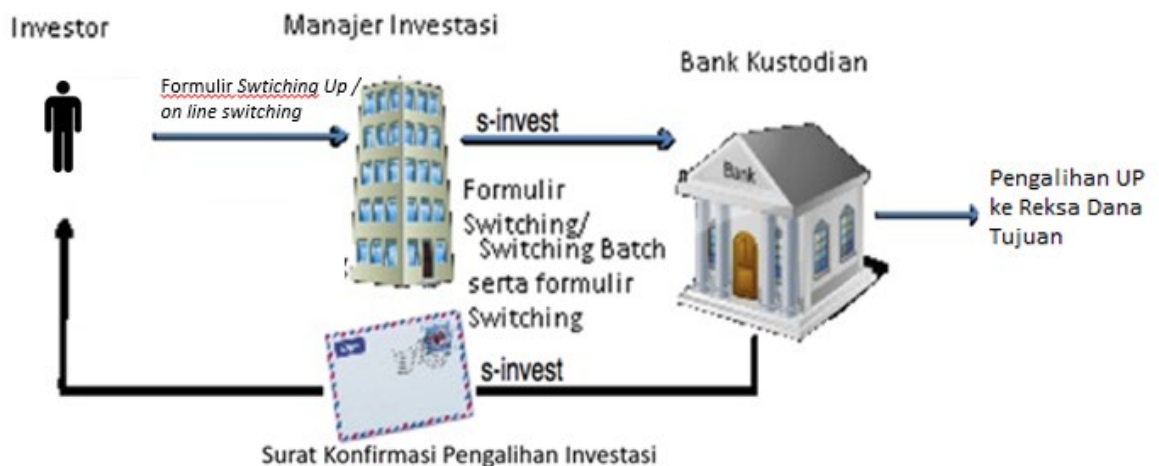 Investor
Manajer Investasi
Bank Kustodian
Formulir Swtiching Up /
on line switching
s-invest
Bank
Formulir
Switching/
Switching Batch
serta formulir
Switching
Pengalihan UP
ke Reksa Dana
Tujuan
s-invest
Surat Konfirmasi Pengalihan Investasi